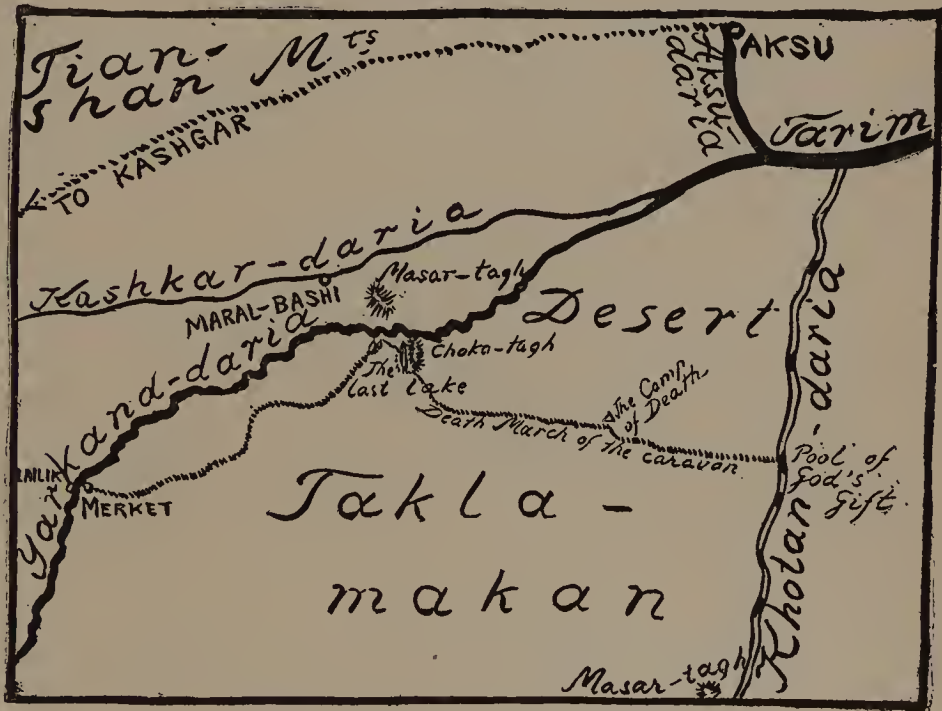 Tian-
shan Mts
AKSU
Aksu-
daria
Tarim
TO KASHGAR
Kashkar-daria
Masar-tagh
MARAL-BASHI
Desert
Yarkand-daria
Choka-tagh
The
last lake
The Camp
of Death
Death March of the caravan
LAILIK
MERKET
Pool of
God's
Gift
Takla-
makan
Khotan-daria
Masar-tagh